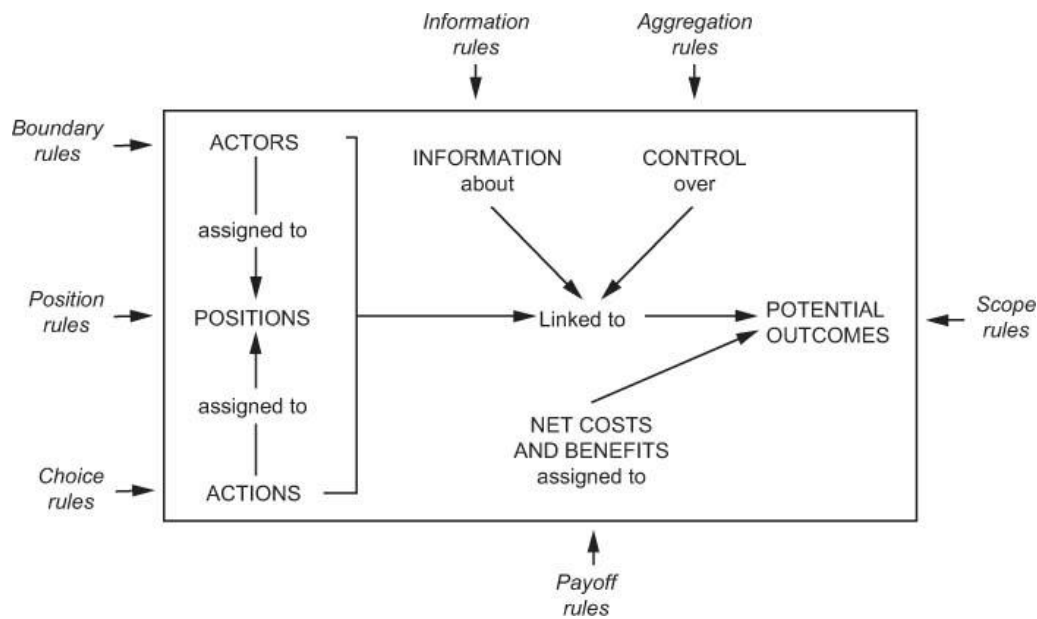 Information
rules
Aggregation
rules
Boundary
rules
ACTORS
INFORMATION
about
CONTROL
over
assigned to
Position
rules
POSITIONS
Linked to
POTENTIAL
OUTCOMES
Scope
rules
assigned to
NET COSTS
AND BENEFITS
assigned to
Choice
rules
ACTIONS
Payoff
rules